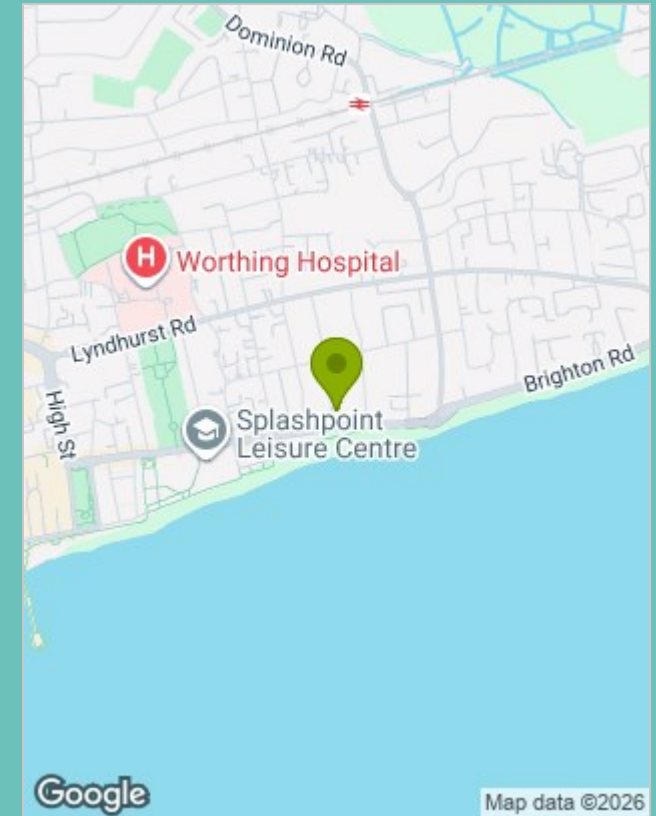 Dominion Rd
H
Worthing Hospital
Lyndhurst Rd
Brighton Rd
High St
Splashpoint
Leisure Centre
Google
Map data ©2026